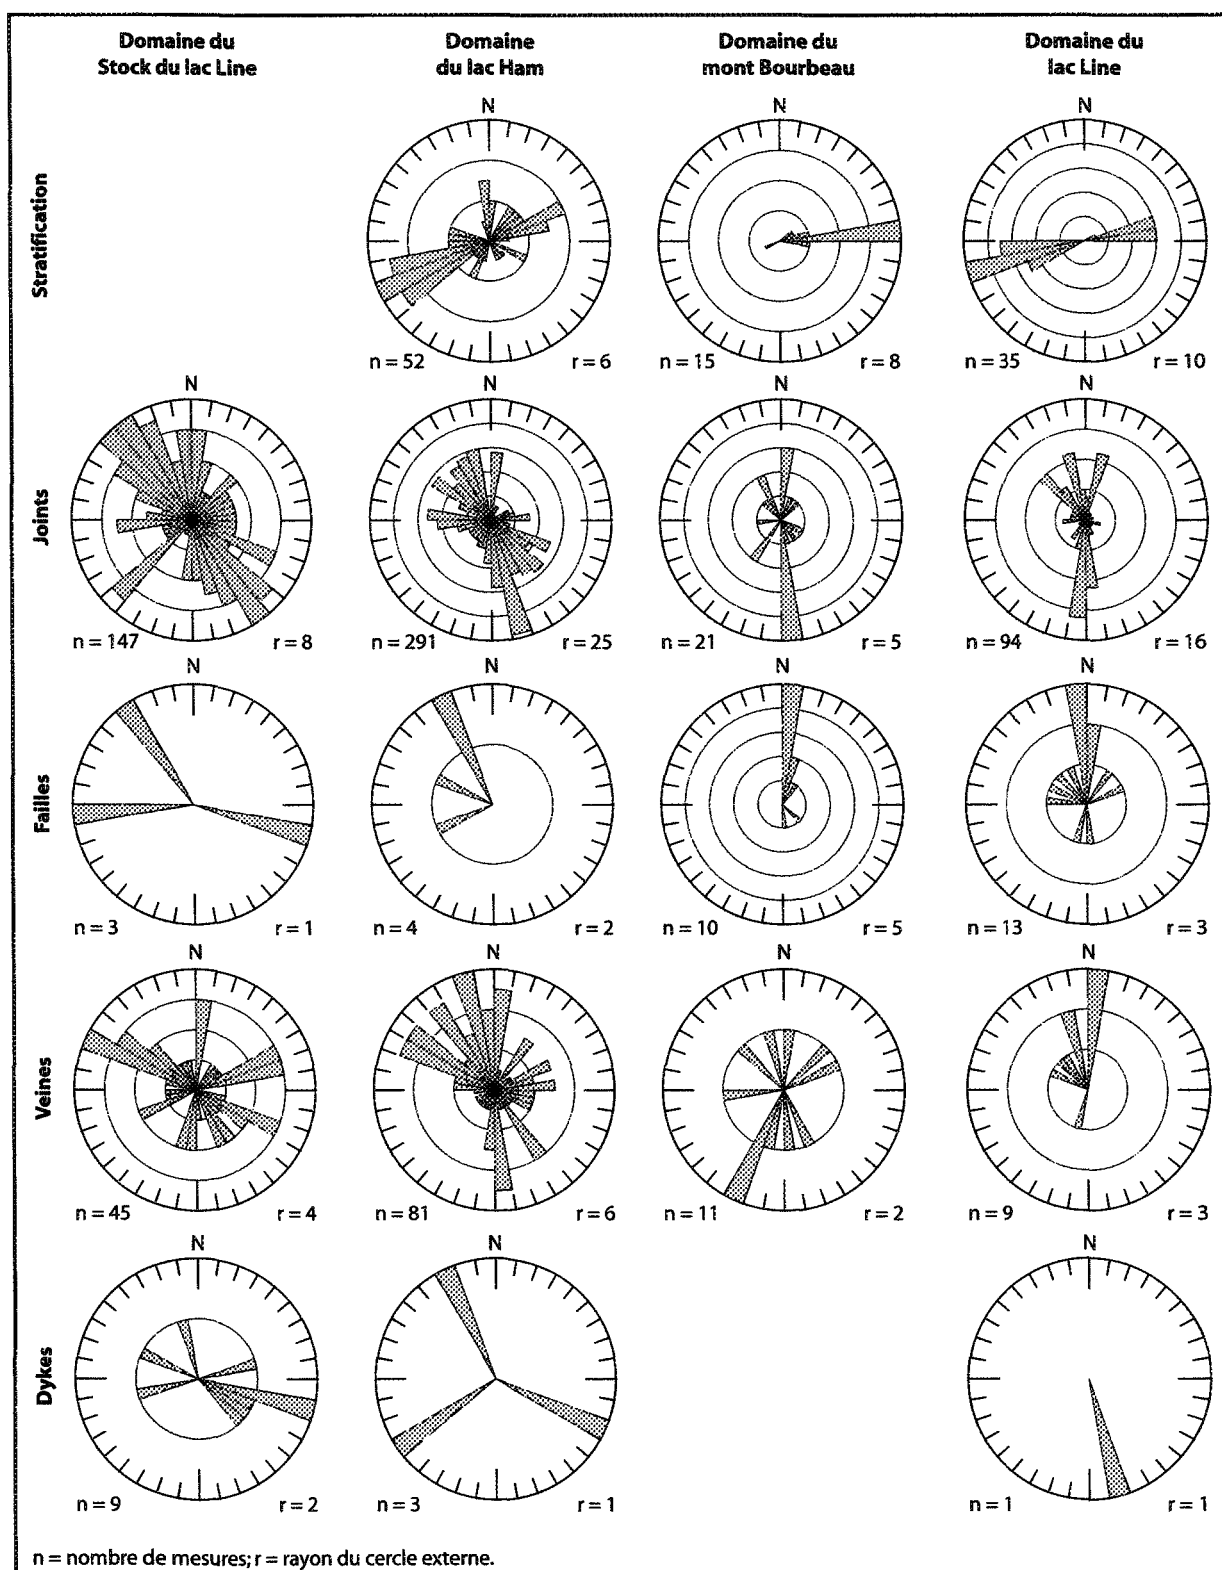 Domaine du
Stock du lac Line
Domaine
du lac Ham
Domaine du
mont Bourbeau
Domaine du
lac Line
Stratification
N
N
N
n = 52
r = 6
n = 15
r = 8
n = 35
r = 10
Joints
N
N
N
N
n = 147
r = 8
n = 291
r = 25
n = 21
r = 5
n = 94
r = 16
Failles
N
N
N
N
n = 3
r = 1
n = 4
r = 2
n = 10
r = 5
n = 13
r = 3
Veines
N
N
N
N
n = 45
r = 4
n = 81
r = 6
n = 11
r = 2
n = 9
r = 3
Dykes
N
N
N
n = 9
r = 2
n = 3
r = 1
n = 1
r = 1
n = nombre de mesures; r = rayon du cercle externe.